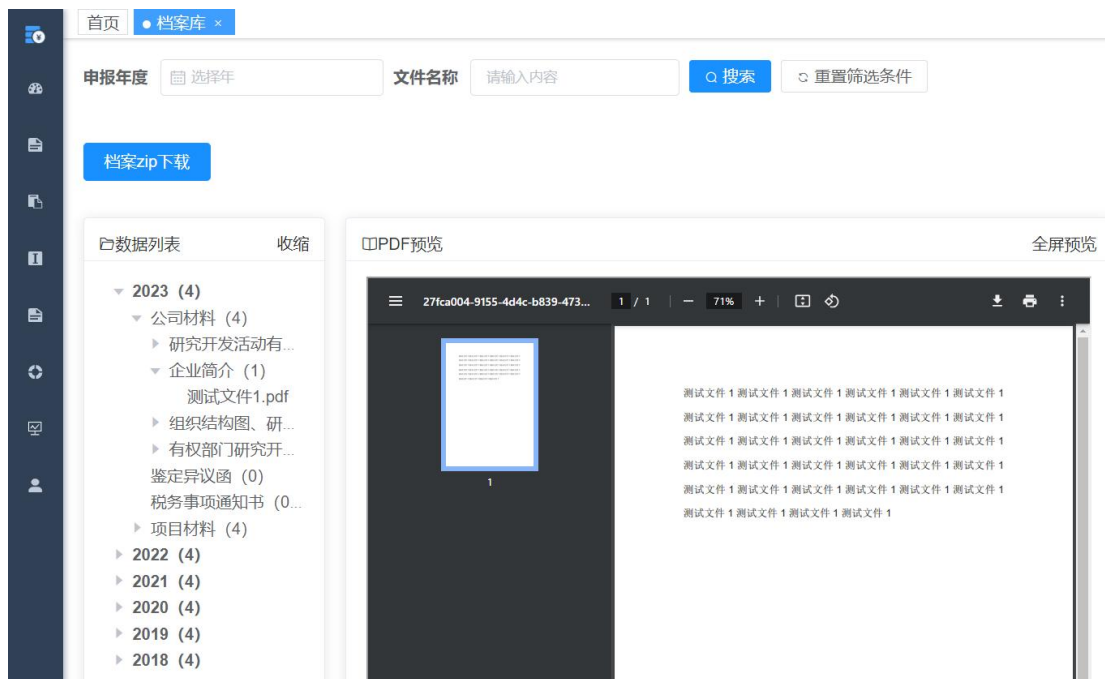 首页 档案库 ×
申报年度 选择年 文件名称 请输入内容 搜索 重置筛选条件
档案zip下载
数据列表 收缩
2023 (4)
公司材料 (4)
研究开发活动有...
企业简介 (1)
测试文件1.pdf
组织结构图、研...
有权部门研究开...
鉴定异议函 (0)
税务事项通知书 (0...
项目材料 (4)
2022 (4)
2021 (4)
2020 (4)
2019 (4)
2018 (4)
PDF预览 全屏预览
27fca004-9155-4d4c-b839-473... 1 / 1 — 71% +
1
测试文件 1 测试文件 1 测试文件 1 测试文件 1 测试文件 1 测试文件 1
测试文件 1 测试文件 1 测试文件 1 测试文件 1 测试文件 1 测试文件 1
测试文件 1 测试文件 1 测试文件 1 测试文件 1 测试文件 1 测试文件 1
测试文件 1 测试文件 1 测试文件 1 测试文件 1 测试文件 1 测试文件 1
测试文件 1 测试文件 1 测试文件 1 测试文件 1 测试文件 1 测试文件 1
测试文件 1 测试文件 1 测试文件 1 测试文件 1